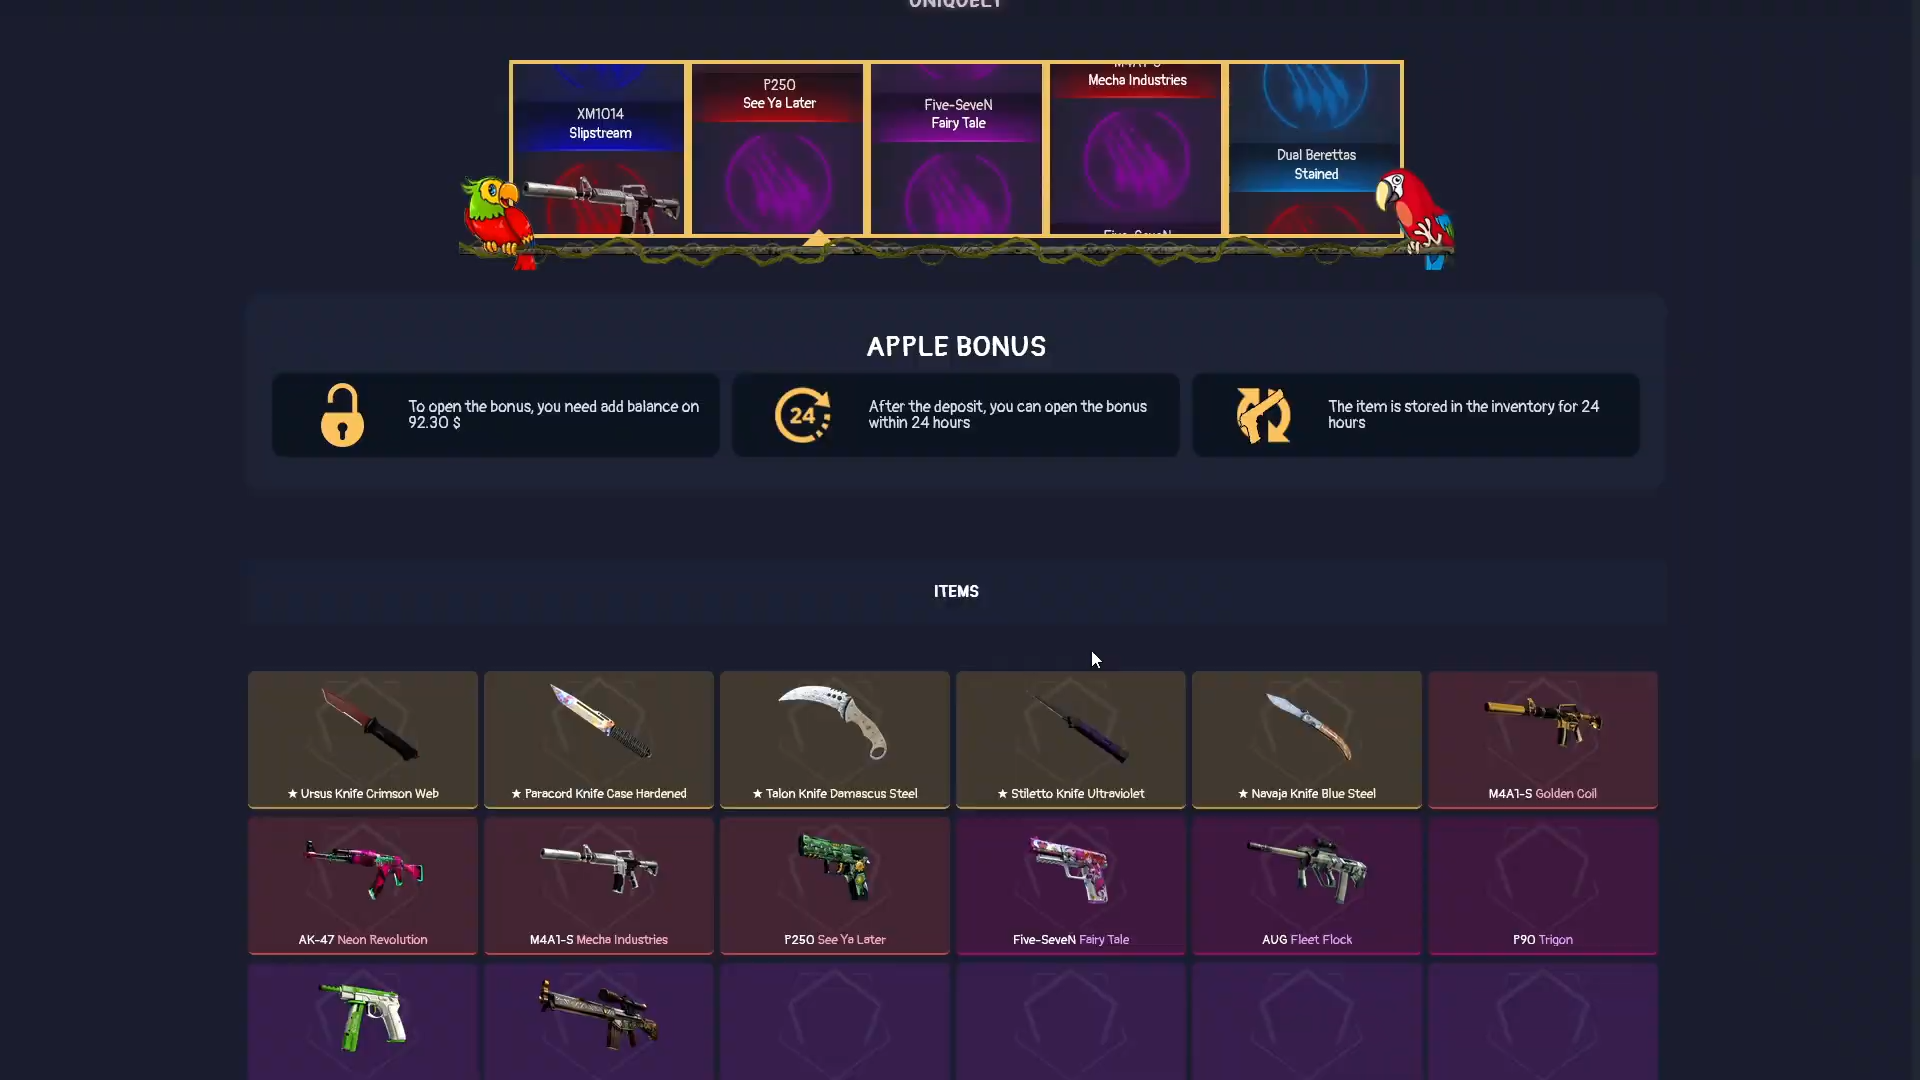 UNIQUELY
XM1014
Slipstream
P250
See Ya Later
Five-SeveN
Fairy Tale
M4A1-S
Mecha Industries
Five-SeveN
Dual Berettas
Stained
APPLE BONUS
To open the bonus, you need add balance on
92.30 $
24
After the deposit, you can open the bonus
within 24 hours
The item is stored in the inventory for 24
hours
ITEMS
★ Ursus Knife Crimson Web
★ Paracord Knife Case Hardened
★ Talon Knife Damascus Steel
★ Stiletto Knife Ultraviolet
★ Navaja Knife Blue Steel
M4A1-S Golden Coil
AK-47 Neon Revolution
M4A1-S Mecha Industries
P250 See Ya Later
Five-SeveN Fairy Tale
AUG Fleet Flock
P90 Trigon